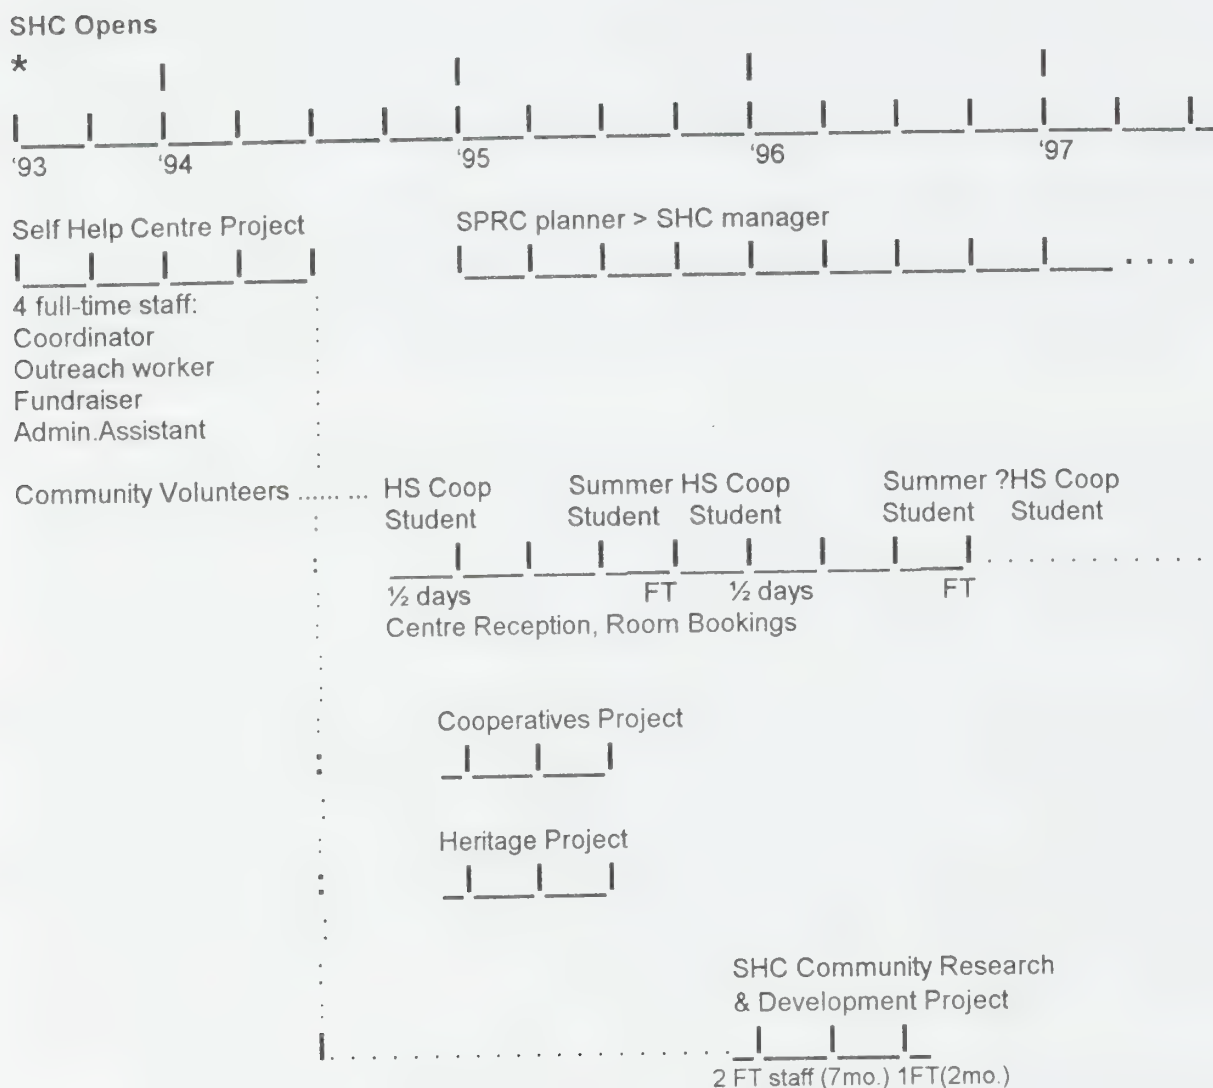 SHC Opens
*
'93 '94 '95 '96 '97
Self Help Centre Project
SPRC planner > SHC manager
4 full-time staff:
Coordinator
Outreach worker
Fundraiser
Admin.Assistant
Community Volunteers ...... ...
HS Coop
Student
Summer HS Coop
Student Student
Summer ?HS Coop
Student Student
½ days FT ½ days FT
Centre Reception, Room Bookings
Cooperatives Project
Heritage Project
SHC Community Research
& Development Project
2 FT staff (7mo.) 1FT(2mo.)